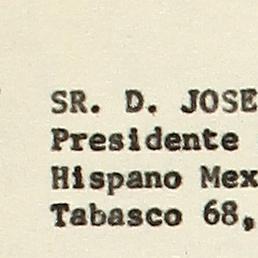 SR. D. JOSE
Presidente
Hispano Mex
Tabasco 68,